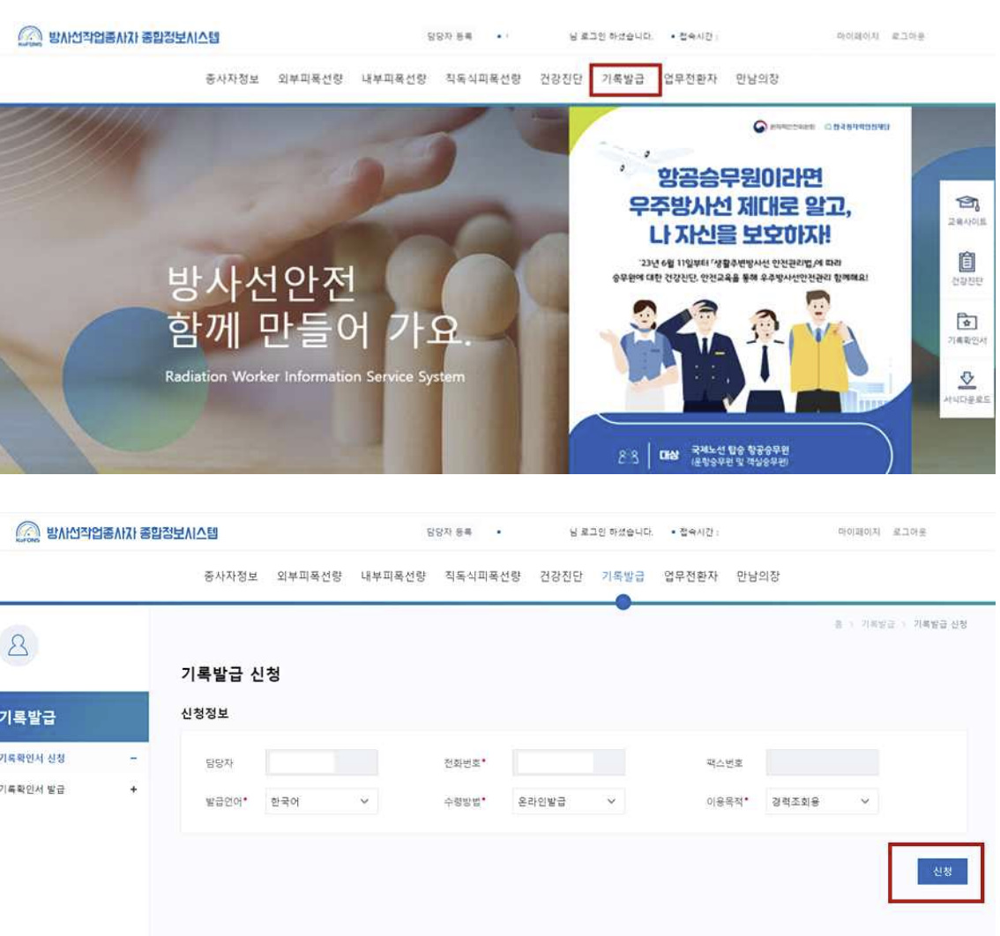 KoFONS 방사선작업종사자 종합정보시스템
담당자 등록 님 로그인 하셨습니다. 접속시간 :
마이페이지 로그아웃
종사자정보 외부피폭선량 내부피폭선량 직독식피폭선량 건강진단 기록발급 업무전환자 만남의장
방사선안전
함께 만들어 가요.
Radiation Worker Information Service System
원자력안전위원회 한국원자력안전재단
항공승무원이라면
우주방사선 제대로 알고,
나 자신을 보호하자!
'23년 6월 11일부터 「생활주변방사선 안전관리법」에 따라
승무원에 대한 건강진단, 안전교육을 통해 우주방사선안전관리 함께해요!
대상 국제노선 탑승 항공승무원
(운항승무원 및 객실승무원)
교육사이트
건강진단
기록확인서
서식다운로드
KoFONS 방사선작업종사자 종합정보시스템
담당자 등록 님 로그인 하셨습니다. 접속시간 :
마이페이지 로그아웃
종사자정보 외부피폭선량 내부피폭선량 직독식피폭선량 건강진단 기록발급 업무전환자 만남의장
홈 > 기록발급 > 기록발급 신청
기록발급
기록확인서 신청 -
기록확인서 발급 +
기록발급 신청
신청정보
담당자 전화번호* 팩스번호
발급언어* 한국어 수령방법* 온라인발급 이용목적* 경력조회용
신청